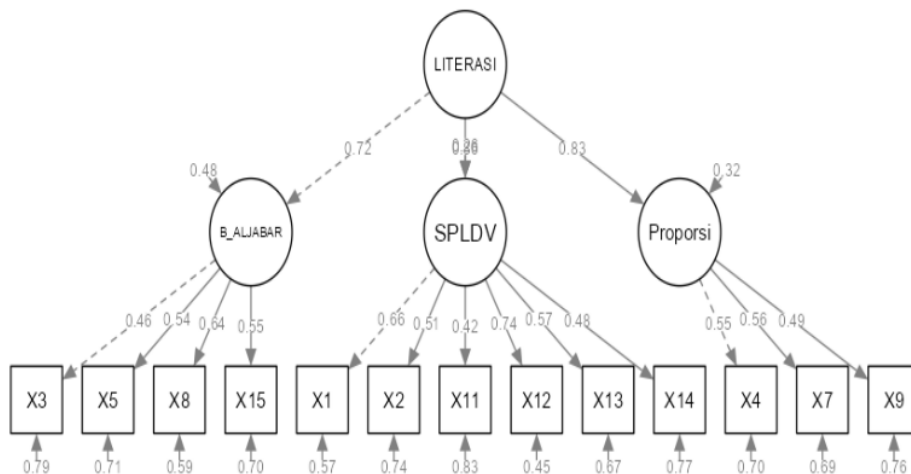 LITERASI
0.72
0.83
0.48
0.32
B_ALJABAR
SPLDV
Proporsi
0.46
0.54
0.64
0.55
0.66
0.51
0.42
0.74
0.57
0.48
0.55
0.56
0.49
X3
X5
X8
X15
X1
X2
X11
X12
X13
X14
X4
X7
X9
0.79
0.71
0.59
0.70
0.57
0.74
0.83
0.45
0.67
0.77
0.70
0.69
0.76